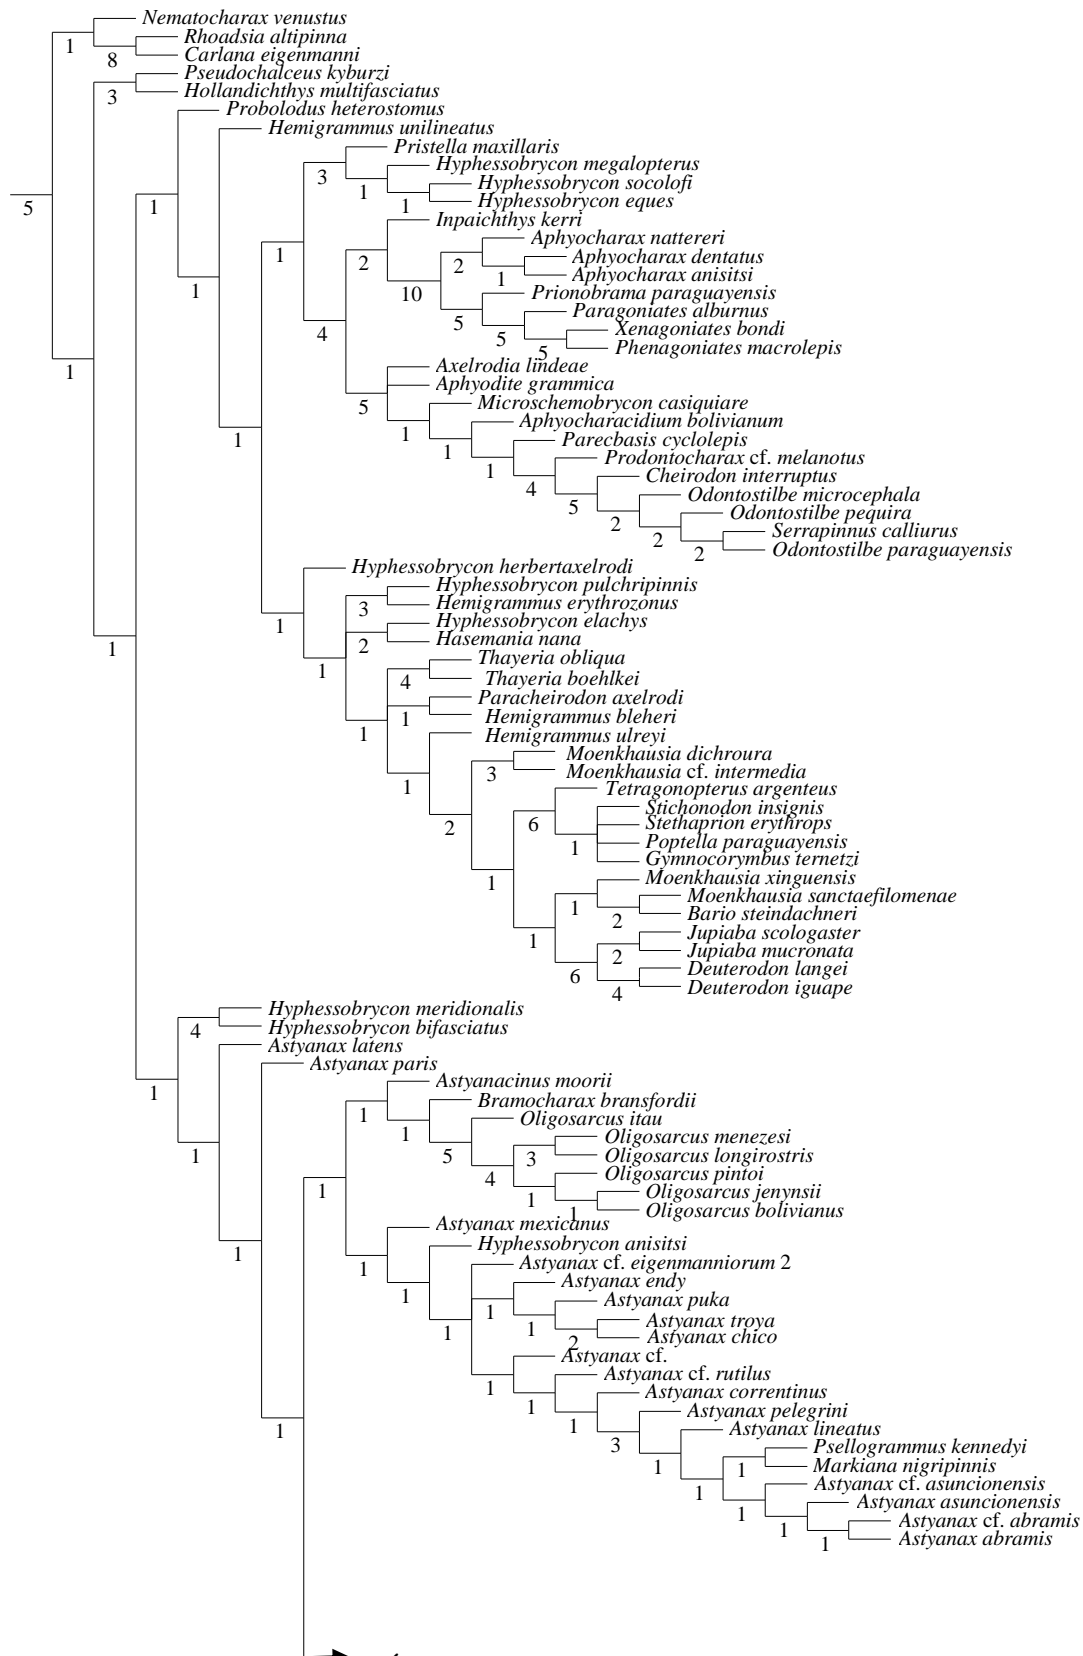 Nematocharax venustus
1
Rhoadsia altipinna
8
Carlana eigenmanni
Pseudochalceus kyburzi
3
Hollandichthys multifasciatus
Probolodus heterostomus
Hemigrammus unilineatus
Pristella maxillaris
3
Hyphessobrycon megalopterus
1
Hyphessobrycon socolofi
5
1
1
Hyphessobrycon eques
Inpaichthys kerri
Aphyocharax nattereri
1
2
2
Aphyocharax dentatus
1
Aphyocharax anisitsi
1
10
Prionobrama paraguayensis
5
Paragoniates alburnus
4
5
Xenagoniates bondi
5
Phenagoniates macrolepis
1
Axelrodia lindeae
Aphyodite grammica
5
Microschemobrycon casiquiare
1
Aphyocharacidium bolivianum
1
1
Parecbasis cyclolepis
1
Prodontocharax cf. melanotus
4
Cheirodon interruptus
5
Odontostilbe microcephala
2
Odontostilbe pequira
2
Serrapinnus calliurus
2
Odontostilbe paraguayensis
Hyphessobrycon herbertaxelrodi
Hyphessobrycon pulchripinnis
3
Hemigrammus erythrozonus
1
Hyphessobrycon elachys
1
2
Hasemania nana
1
Thayeria obliqua
4
Thayeria boehlkei
Paracheirodon axelrodi
1
1
Hemigrammus bleheri
Hemigrammus ulreyi
1
Moenkhausia dichroura
3
Moenkhausia cf. intermedia
Tetragonopterus argenteus
2
6
Stichonodon insignis
Stethaprion erythrops
1
Poptella paraguayensis
Gymnocorymbus ternetzi
1
Moenkhausia xinguensis
1
Moenkhausia sanctaefilomenae
2
Bario steindachneri
1
Jupiaba scologaster
2
Jupiaba mucronata
6
Deuterodon langei
4
Deuterodon iguape
Hyphessobrycon meridionalis
4
Hyphessobrycon bifasciatus
Astyanax latens
Astyanax paris
1
Astyanacinus moorii
1
Bramocharax bransfordii
1
Oligosarcus itau
1
5
Oligosarcus menezesi
3
Oligosarcus longirostris
4
Oligosarcus pintoi
1
1
Oligosarcus jenynsii
1
Oligosarcus bolivianus
Astyanax mexicanus
1
Hyphessobrycon anisitsi
1
Astyanax cf. eigenmanniorum 2
1
Astyanax endy
1
Astyanax puka
1
1
Astyanax troya
2
Astyanax chico
Astyanax cf.
1
Astyanax cf. rutilus
1
Astyanax correntinus
1
Astyanax pelegrini
1
3
Astyanax lineatus
Psellogrammus kennedyi
1
1
Markiana nigripinnis
1
Astyanax cf. asuncionensis
1
Astyanax asuncionensis
1
Astyanax cf. abramis
1
Astyanax abramis